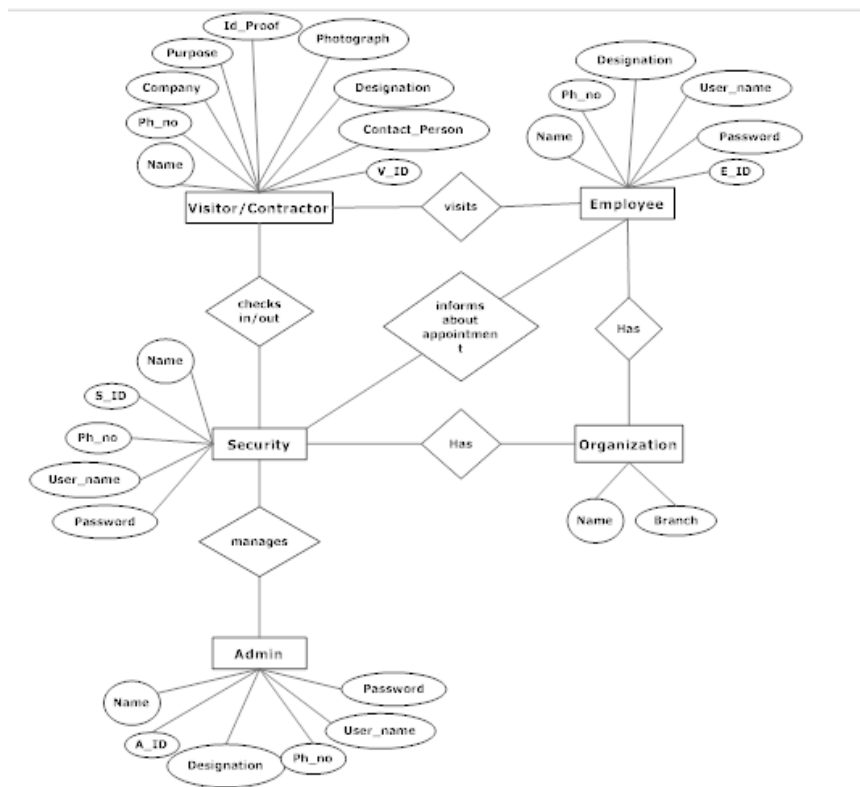 Id_Proof
Photograph
Purpose
Designation
Company
Designation
User_name
Ph_no
Ph_no
Contact_Person
Name
Password
Name
V_ID
E_ID
Visitor/Contractor
visits
Employee
checks
in/out
informs
about
appointmen
t
Has
Name
S_ID
Ph_no
Security
Has
Organization
User_name
Password
Name
Branch
manages
Admin
Name
Password
A_ID
User_name
Designation
Ph_no